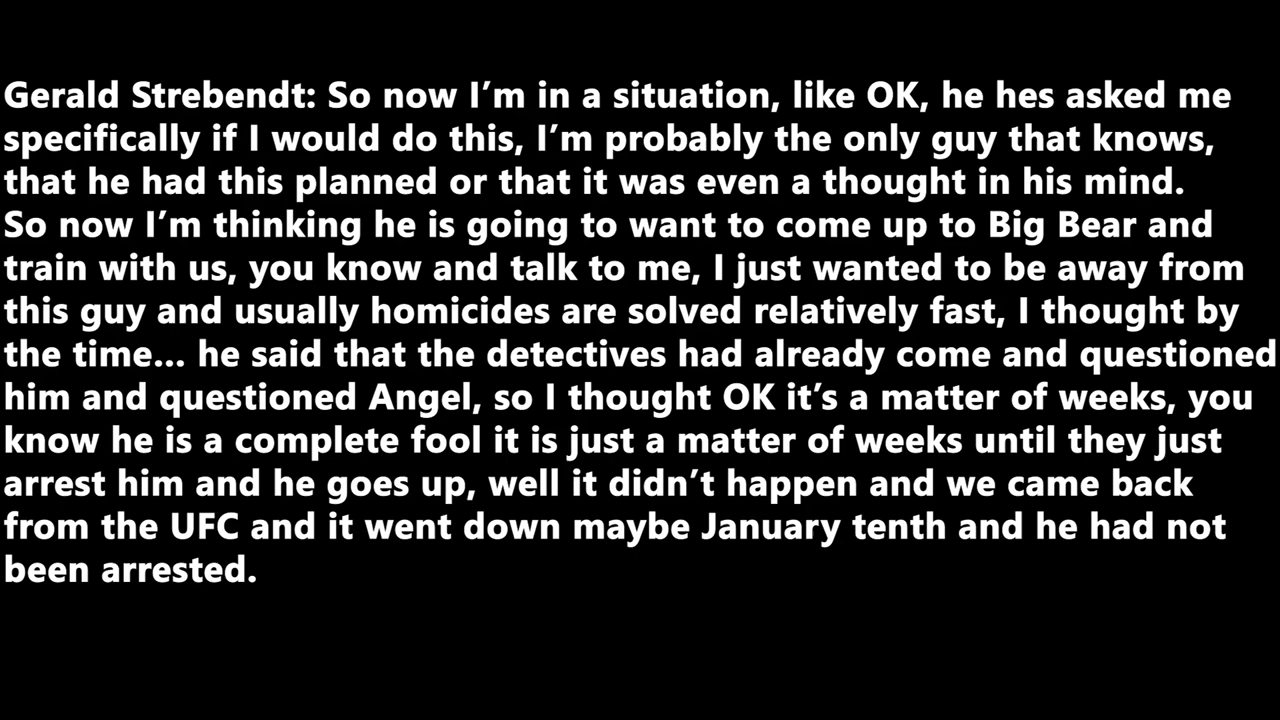 Gerald Strebendt: So now I’m in a situation, like OK, he hes asked me
specifically if I would do this, I’m probably the only guy that knows,
that he had this planned or that it was even a thought in his mind.
So now I’m thinking he is going to want to come up to Big Bear and
train with us, you know and talk to me, I just wanted to be away from
this guy and usually homicides are solved relatively fast, I thought by
the time... he said that the detectives had already come and questioned
him and questioned Angel, so I thought OK it’s a matter of weeks, you
know he is a complete fool it is just a matter of weeks until they just
arrest him and he goes up, well it didn’t happen and we came back
from the UFC and it went down maybe January tenth and he had not
been arrested.